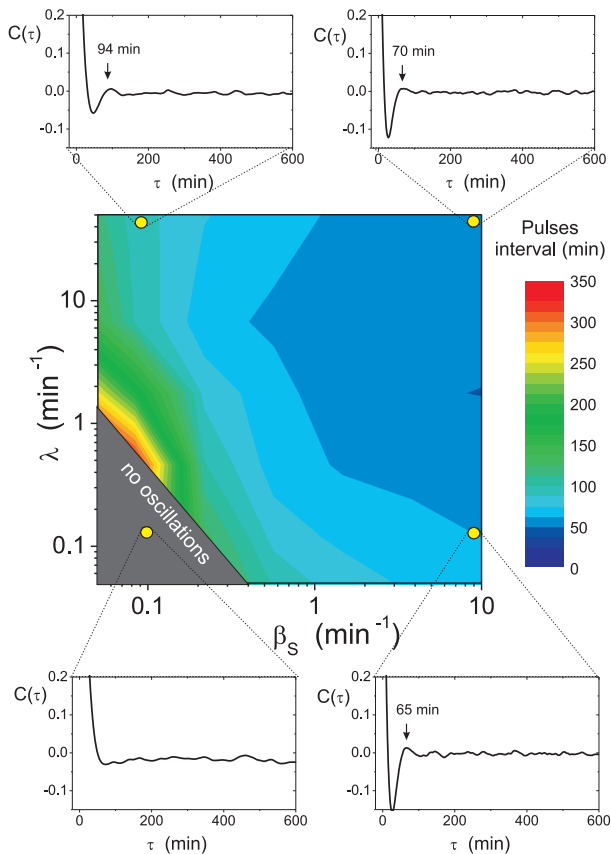 0.2
C(τ)
0.1
0.0
-0.1
94 min
0 200 400 600
τ (min)
0.2
C(τ)
0.1
0.0
-0.1
70 min
0 200 400 600
τ (min)
λ (min⁻¹)
10
1
0.1
no oscillations
0.1 1 10
βS (min⁻¹)
Pulses
interval (min)
350
300
250
200
150
100
50
0
0.2
C(τ)
0.1
0.0
-0.1
0 200 400 600
τ (min)
0.2
C(τ)
0.1
0.0
-0.1
65 min
0 200 400 600
τ (min)